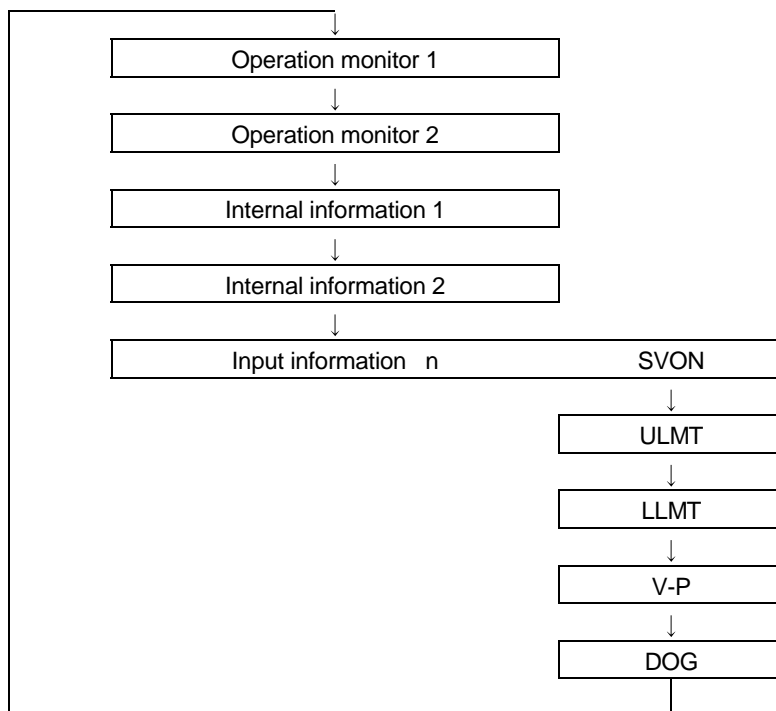 Operation monitor 1
↓
Operation monitor 2
↓
Internal information 1
↓
Internal information 2
↓
Input information n SVON
↓
ULMT
↓
LLMT
↓
V-P
↓
DOG